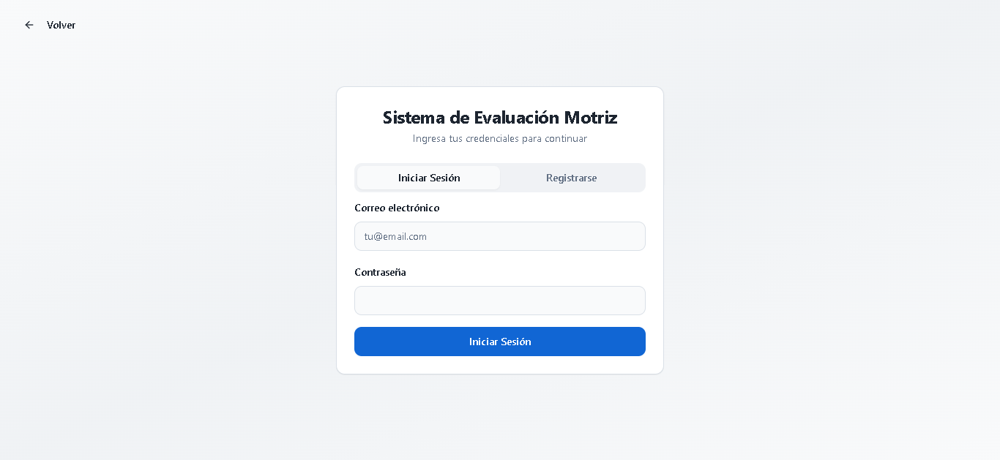 Volver
Sistema de Evaluación Motriz
Ingresa tus credenciales para continuar
Iniciar Sesión
Registrarse
Correo electrónico
tu@email.com
Contraseña
Iniciar Sesión